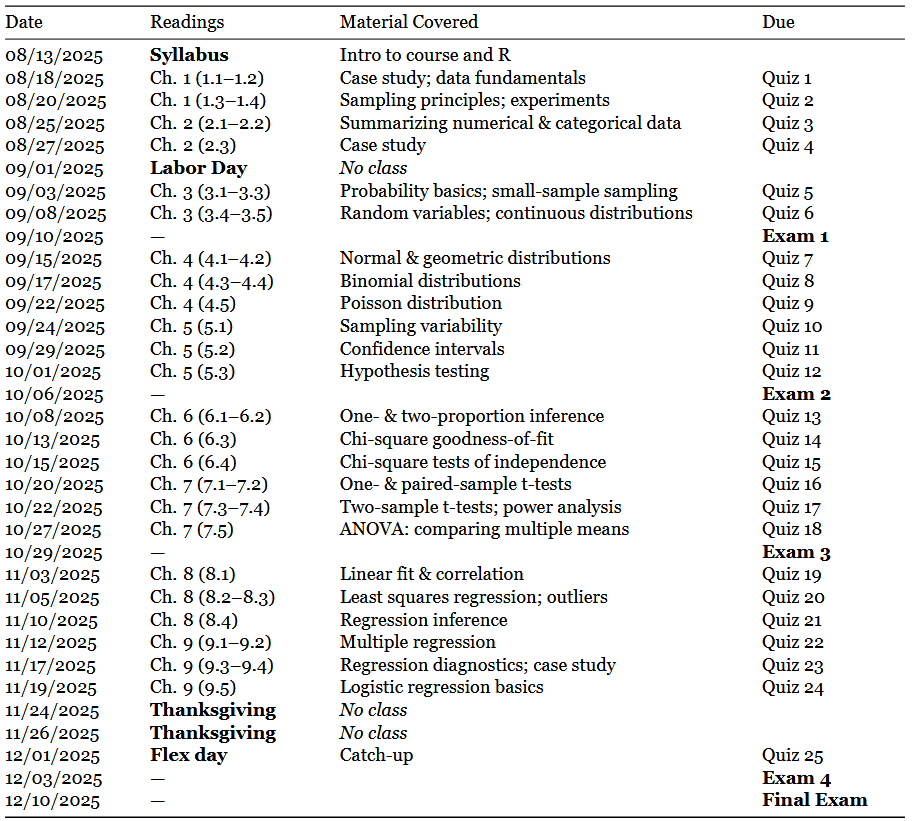 Date Readings Material Covered Due
08/13/2025 Syllabus Intro to course and R
08/18/2025 Ch. 1 (1.1–1.2) Case study; data fundamentals Quiz 1
08/20/2025 Ch. 1 (1.3–1.4) Sampling principles; experiments Quiz 2
08/25/2025 Ch. 2 (2.1–2.2) Summarizing numerical & categorical data Quiz 3
08/27/2025 Ch. 2 (2.3) Case study Quiz 4
09/01/2025 Labor Day No class
09/03/2025 Ch. 3 (3.1–3.3) Probability basics; small-sample sampling Quiz 5
09/08/2025 Ch. 3 (3.4–3.5) Random variables; continuous distributions Quiz 6
09/10/2025 — Exam 1
09/15/2025 Ch. 4 (4.1–4.2) Normal & geometric distributions Quiz 7
09/17/2025 Ch. 4 (4.3–4.4) Binomial distributions Quiz 8
09/22/2025 Ch. 4 (4.5) Poisson distribution Quiz 9
09/24/2025 Ch. 5 (5.1) Sampling variability Quiz 10
09/29/2025 Ch. 5 (5.2) Confidence intervals Quiz 11
10/01/2025 Ch. 5 (5.3) Hypothesis testing Quiz 12
10/06/2025 — Exam 2
10/08/2025 Ch. 6 (6.1–6.2) One- & two-proportion inference Quiz 13
10/13/2025 Ch. 6 (6.3) Chi-square goodness-of-fit Quiz 14
10/15/2025 Ch. 6 (6.4) Chi-square tests of independence Quiz 15
10/20/2025 Ch. 7 (7.1–7.2) One- & paired-sample t-tests Quiz 16
10/22/2025 Ch. 7 (7.3–7.4) Two-sample t-tests; power analysis Quiz 17
10/27/2025 Ch. 7 (7.5) ANOVA: comparing multiple means Quiz 18
10/29/2025 — Exam 3
11/03/2025 Ch. 8 (8.1) Linear fit & correlation Quiz 19
11/05/2025 Ch. 8 (8.2–8.3) Least squares regression; outliers Quiz 20
11/10/2025 Ch. 8 (8.4) Regression inference Quiz 21
11/12/2025 Ch. 9 (9.1–9.2) Multiple regression Quiz 22
11/17/2025 Ch. 9 (9.3–9.4) Regression diagnostics; case study Quiz 23
11/19/2025 Ch. 9 (9.5) Logistic regression basics Quiz 24
11/24/2025 Thanksgiving No class
11/26/2025 Thanksgiving No class
12/01/2025 Flex day Catch-up Quiz 25
12/03/2025 — Exam 4
12/10/2025 — Final Exam